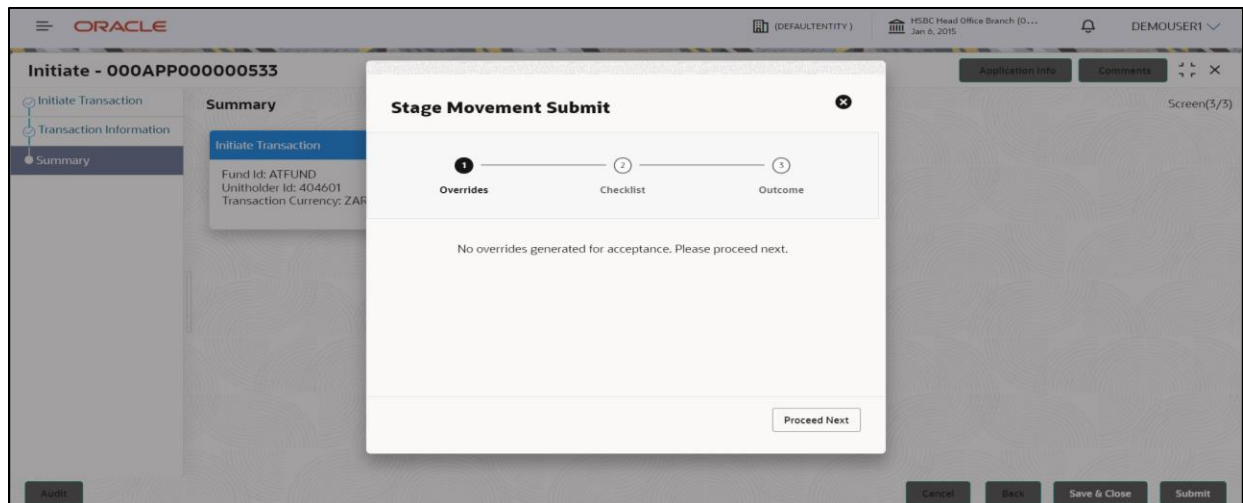 ORACLE
(DEFAULTENTITY)
HSBC Head Office Branch (0...
Jan 6, 2015
DEMOUSER1
Initiate - 000APP000000533
Application Info
Comments
Initiate Transaction
Transaction Information
Summary
Summary
Screen(3/3)
Initiate Transaction
Fund Id: ATFUND
Unitholder Id: 404601
Transaction Currency: ZAR
Stage Movement Submit
1
2
3
Overrides
Checklist
Outcome
No overrides generated for acceptance. Please proceed next.
Proceed Next
Audit
Cancel
Back
Save & Close
Submit